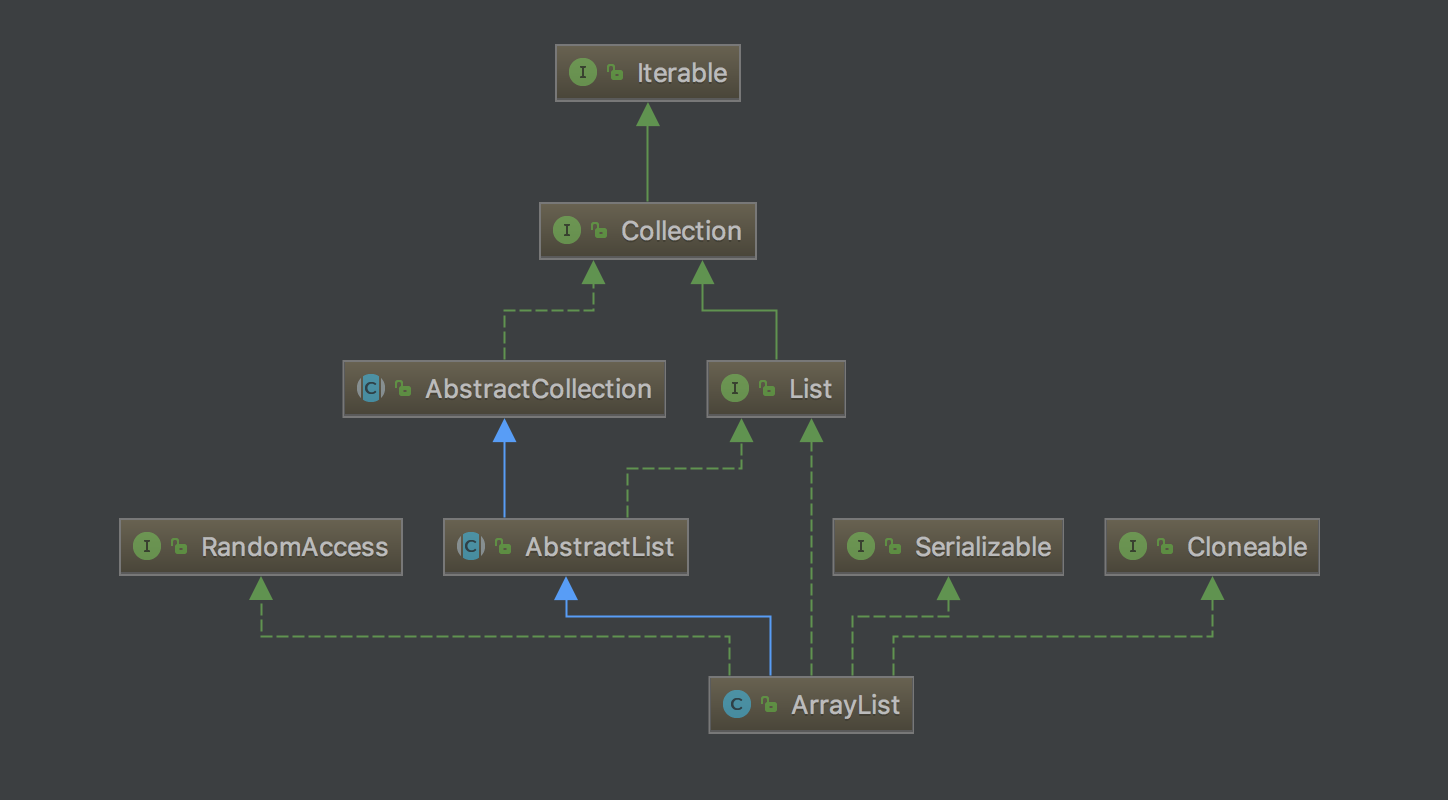 I Iterable
I Collection
C AbstractCollection
I List
I RandomAccess
C AbstractList
I Serializable
I Cloneable
C ArrayList